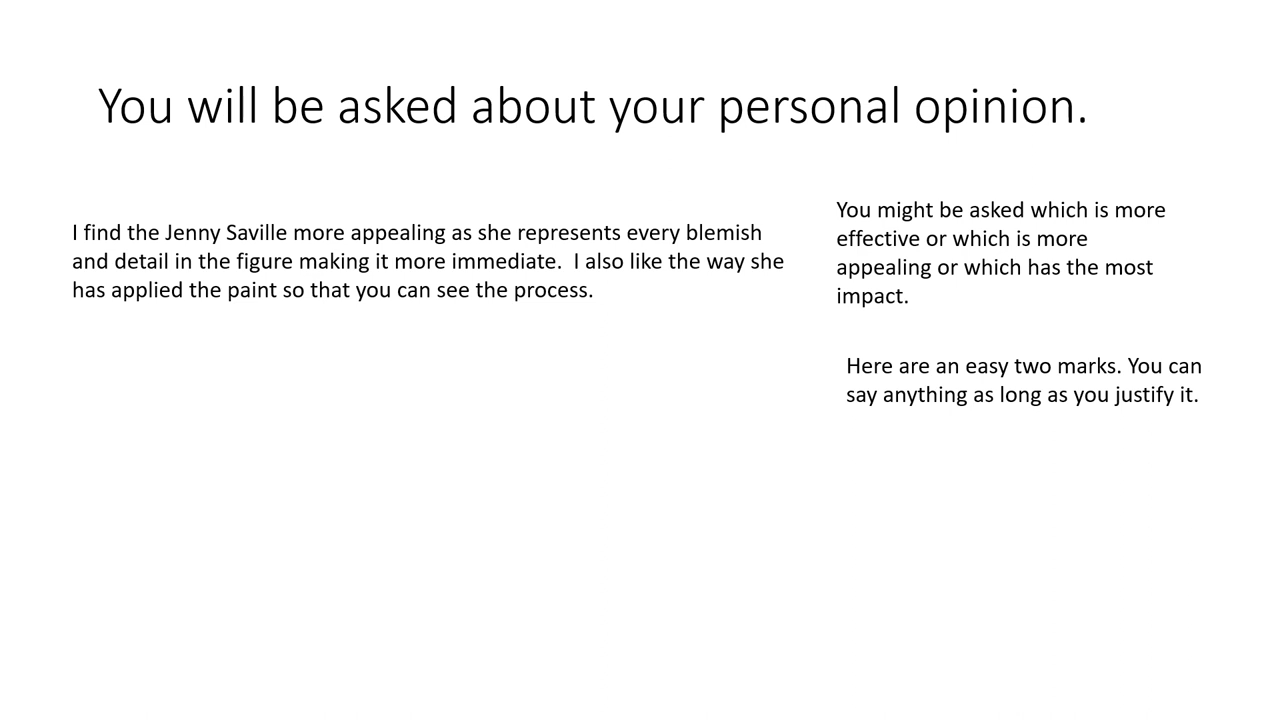 You will be asked about your personal opinion.
I find the Jenny Saville more appealing as she represents every blemish
and detail in the figure making it more immediate.  I also like the way she
has applied the paint so that you can see the process.
You might be asked which is more
effective or which is more
appealing or which has the most
impact.
Here are an easy two marks. You can
say anything as long as you justify it.